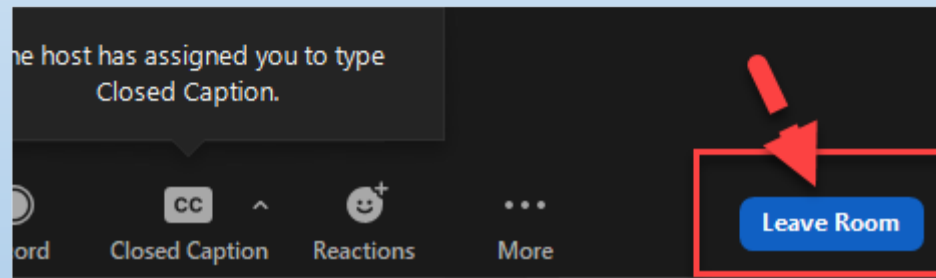 he host has assigned you to type
Closed Caption.
CC
ord
Closed Caption
Reactions
More
Leave Room